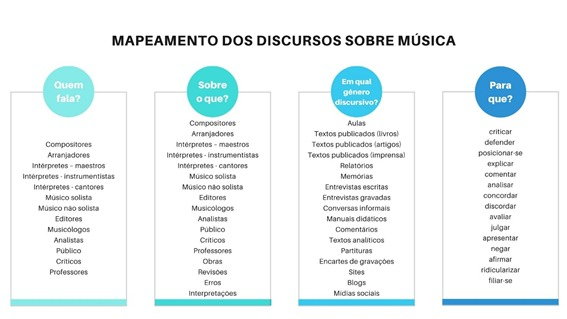 MAPEAMENTO DOS DISCURSOS SOBRE MÚSICA
Quem
fala?
Compositores
Arranjadores
Intérpretes – maestros
Intérpretes - instrumentistas
Intérpretes - cantores
Músico solista
Músico não solista
Editores
Musicólogos
Analistas
Público
Críticos
Professores
Sobre
o que?
Compositores
Arranjadores
Intérpretes – maestros
Intérpretes - instrumentistas
Intérpretes - cantores
Músico solista
Músico não solista
Editores
Musicólogos
Analistas
Público
Críticos
Professores
Obras
Revisões
Erros
Interpretações
Em qual
gênero
discursivo?
Aulas
Textos publicados (livros)
Textos publicados (artigos)
Textos publicados (imprensa)
Relatórios
Memórias
Entrevistas escritas
Entrevistas gravadas
Conversas informais
Manuais didáticos
Comentários
Textos analíticos
Partituras
Encartes de gravações
Sites
Blogs
Mídias sociais
Para
que?
criticar
defender
posicionar-se
explicar
comentar
analisar
concordar
discordar
avaliar
julgar
apresentar
negar
afirmar
ridicularizar
filiar-se